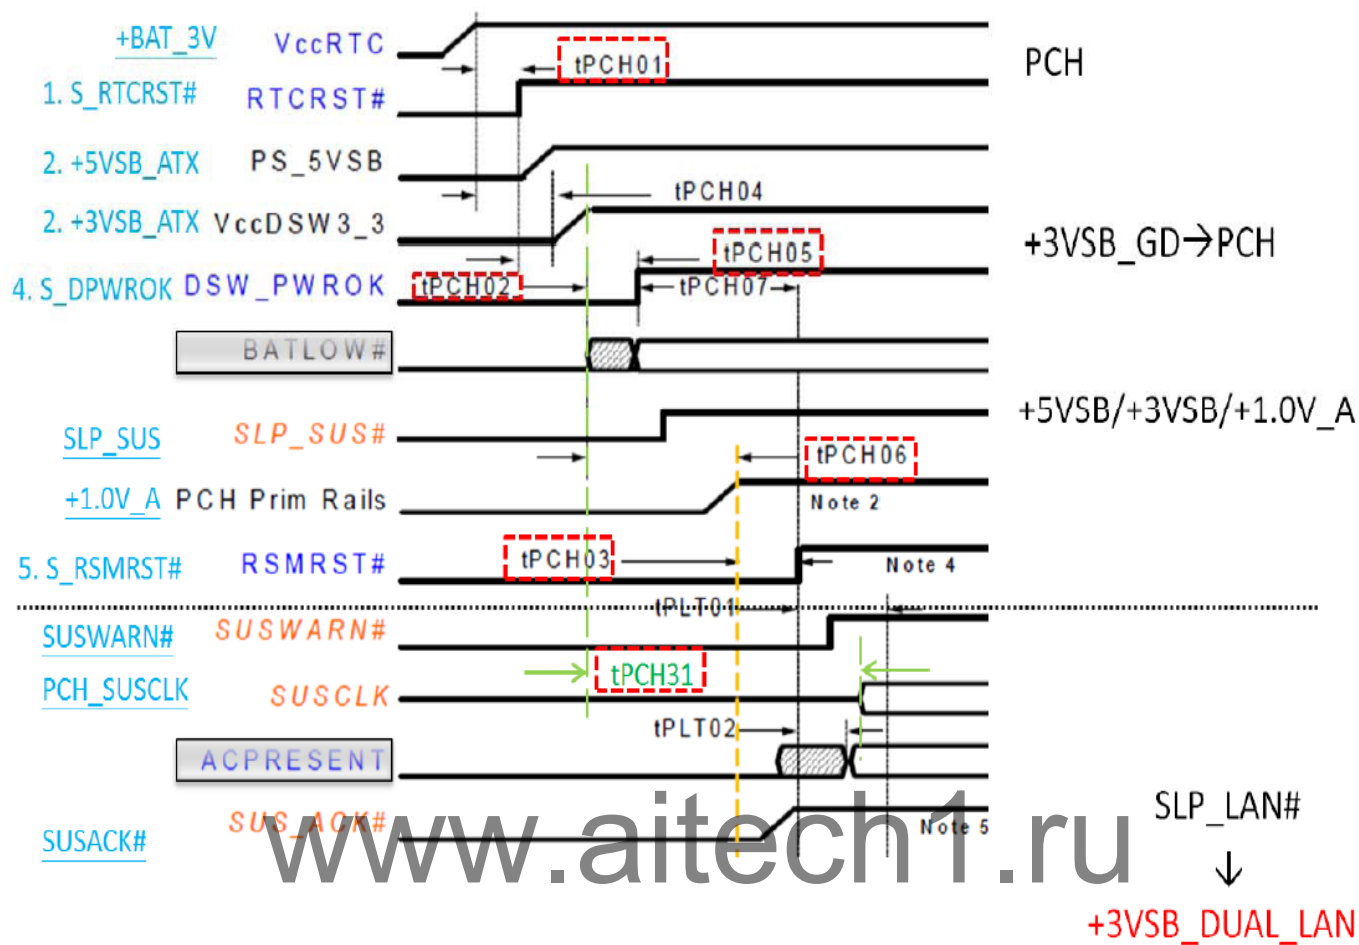 +BAT_3V VccRTC tPCH01 PCH
1. S_RTCRST# RTCRST#
2. +5VSB_ATX PS_5VSB
tPCH04
2. +3VSB_ATX VccDSW3_3
tPCH05 +3VSB_GD→PCH
4. S_DPWROK DSW_PWROK tPCH02 tPCH07
BATLOW#
+5VSB/+3VSB/+1.0V_A
SLP_SUS SLP_SUS#
tPCH06
+1.0V_A PCH Prim Rails Note 2
5. S_RSMRST# RSMRST# tPCH03 Note 4
tPLT01
SUSWARN# SUSWARN#
tPCH31
PCH_SUSCLK SUSCLK
tPLT02
ACPRESENT
SLP_LAN#
SUSACK# SUS_ACK# Note 5
www.aitech1.ru
↓
+3VSB_DUAL_LAN